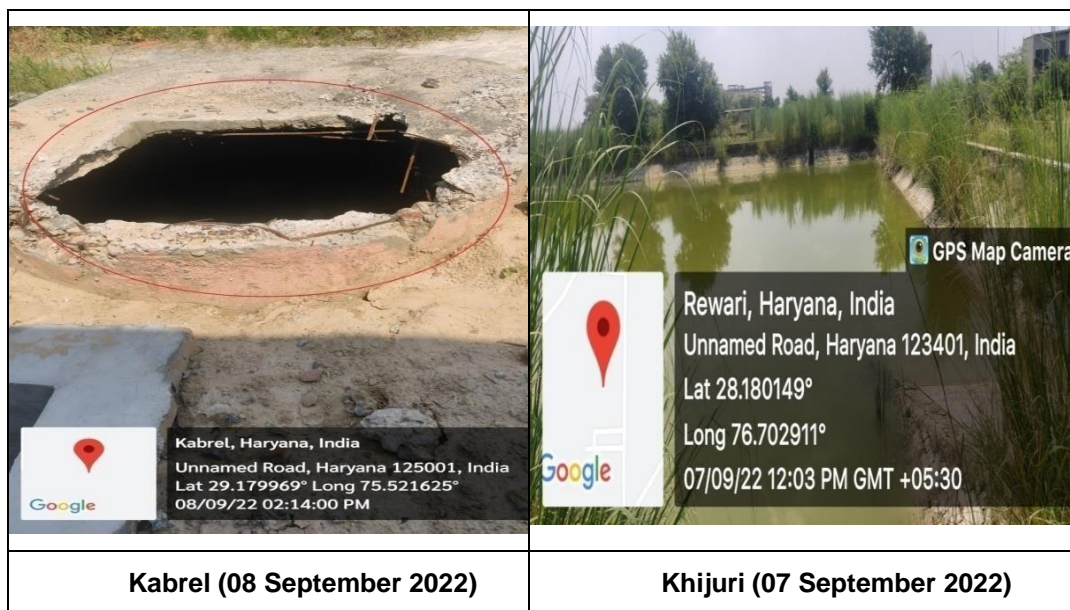 Kabrel, Haryana, India
Unnamed Road, Haryana 125001, India
Lat 29.179969° Long 75.521625°
08/09/22 02:14:00 PM
Google
GPS Map Camera
Rewari, Haryana, India
Unnamed Road, Haryana 123401, India
Lat 28.180149°
Long 76.702911°
07/09/22 12:03 PM GMT +05:30
Google
Kabrel (08 September 2022)
Khijuri (07 September 2022)